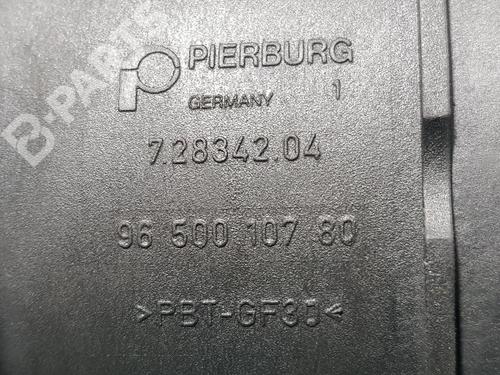 B-PARTS
PIERBURG
GERMANY 1
7.28342.04
96 500 107 80
>PBT-GF30<